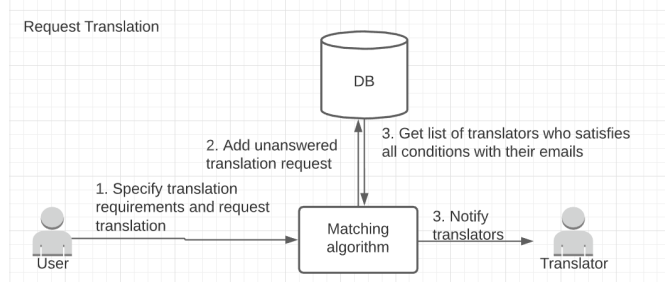 Request Translation
DB
2. Add unanswered
translation request
3. Get list of translators who satisfies
all conditions with their emails
1. Specify translation
requirements and request
translation
Matching
algorithm
3. Notify
translators
User
Translator